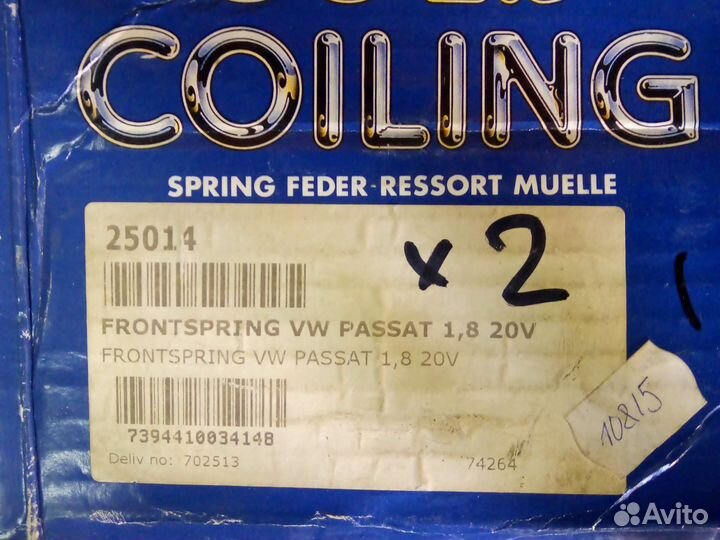 COILING
SPRING FEDER-RESSORT MUELLE
25014
x 2
FRONTSPRING VW PASSAT 1,8 20V
FRONTSPRING VW PASSAT 1,8 20V
7394410034148
Deliv no: 702513
74264
10815
Avito